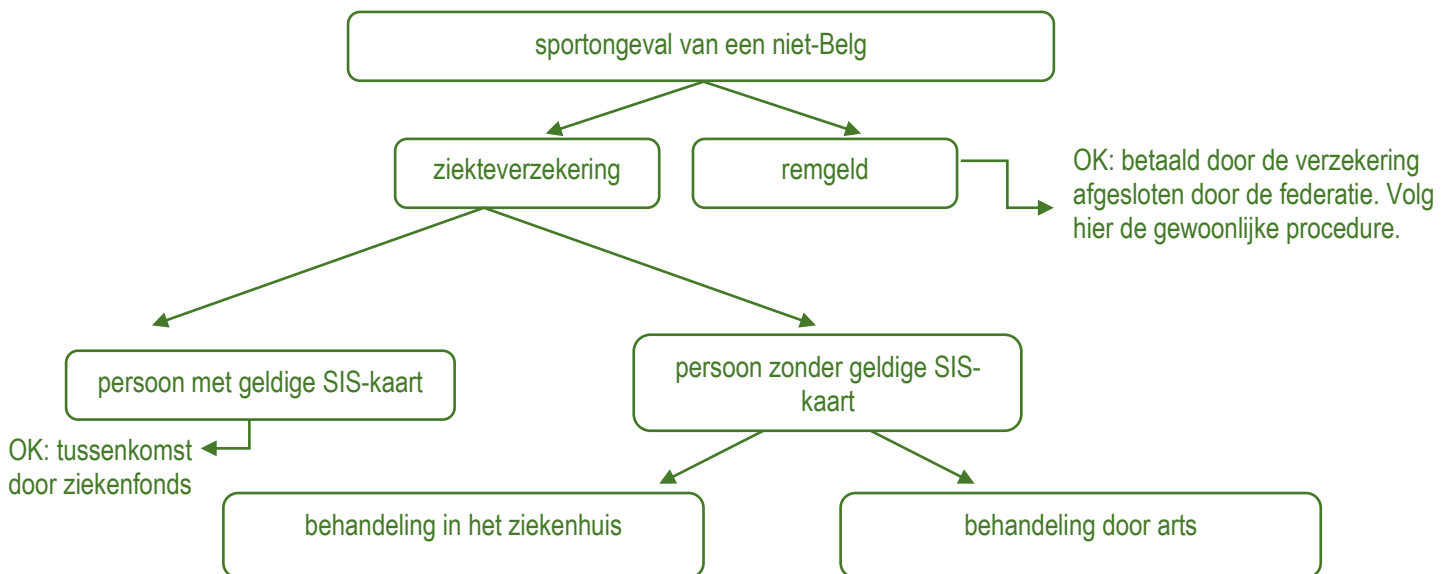 sportongeval van een niet-Belg
ziekteverzekering
remgeld
OK: betaald door de verzekering
afgesloten door de federatie. Volg
hier de gewoonlijke procedure.
persoon met geldige SIS-kaart
persoon zonder geldige SIS-
kaart
OK: tussenkomst
door ziekenfonds
behandeling in het ziekenhuis
behandeling door arts